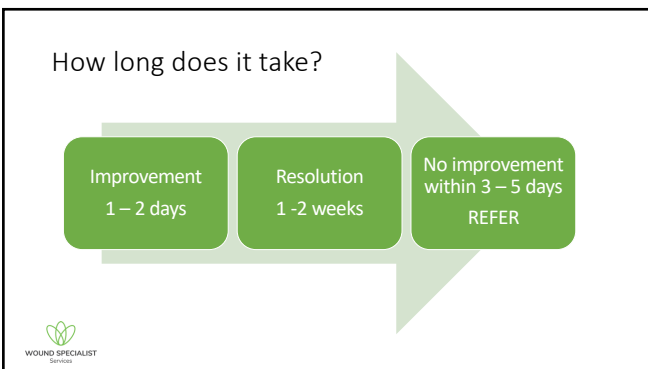 How long does it take?
Improvement
1 – 2 days
Resolution
1 -2 weeks
No improvement
within 3 – 5 days
REFER
WOUND SPECIALIST
Services